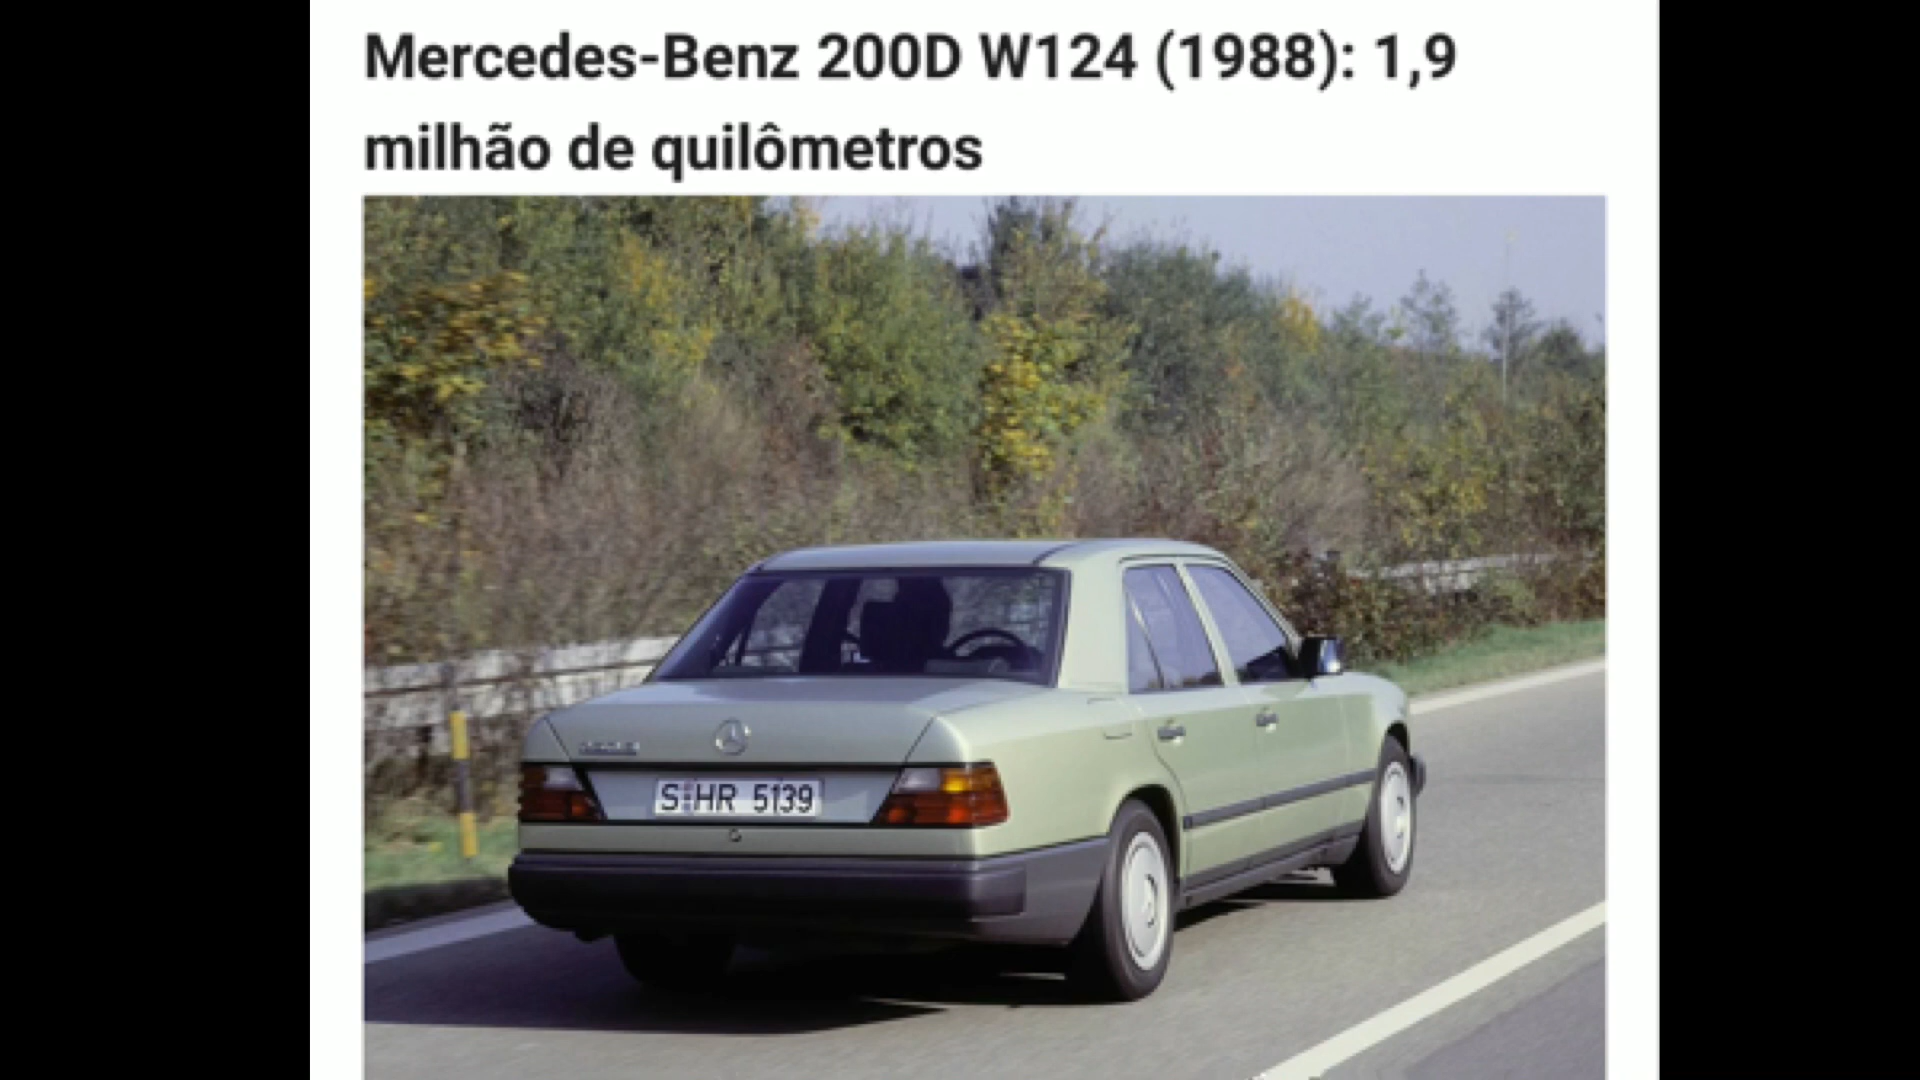 Mercedes-Benz 200D W124 (1988): 1,9
milhão de quilômetros
S HR 5139